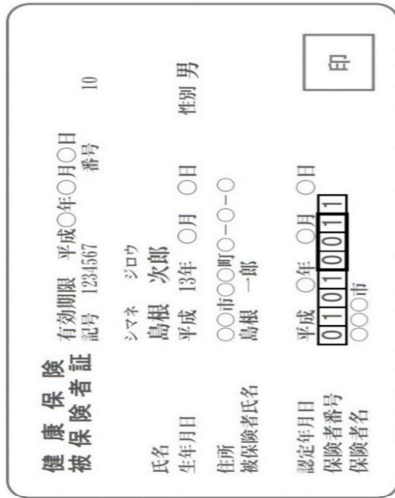 健康保険
被保険者証
有効期限 平成○年○月○日
記号 1234567 番号 10
シマネ ジロウ
氏名 島根 次郎
生年月日 平成 13年 ○月 ○日 性別 男
住所 ○○市○○町○-○-○
被保険者氏名 島根 一郎
認定年月日 平成 ○年 ○月 ○日
保険者番号 01010011
保険者名 ○○○市
印